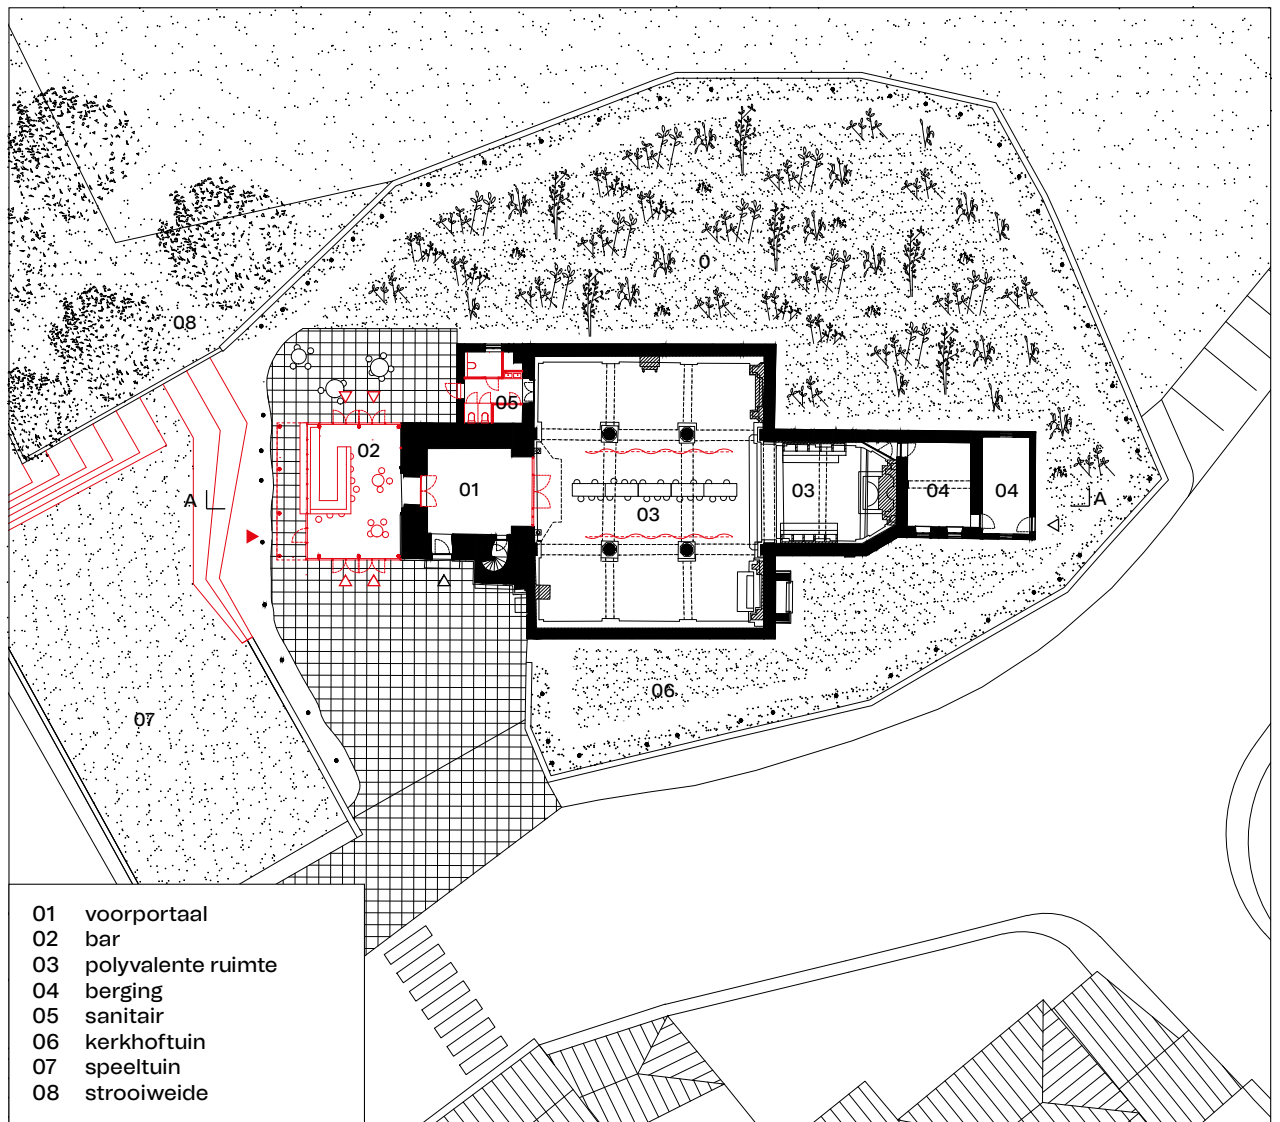 0
08
05
02
A
01
03
03
04
04
A
06
07
01 voorportaal
02 bar
03 polyvalente ruimte
04 berging
05 sanitair
06 kerkhoftuin
07 speeltuin
08 strooiweide